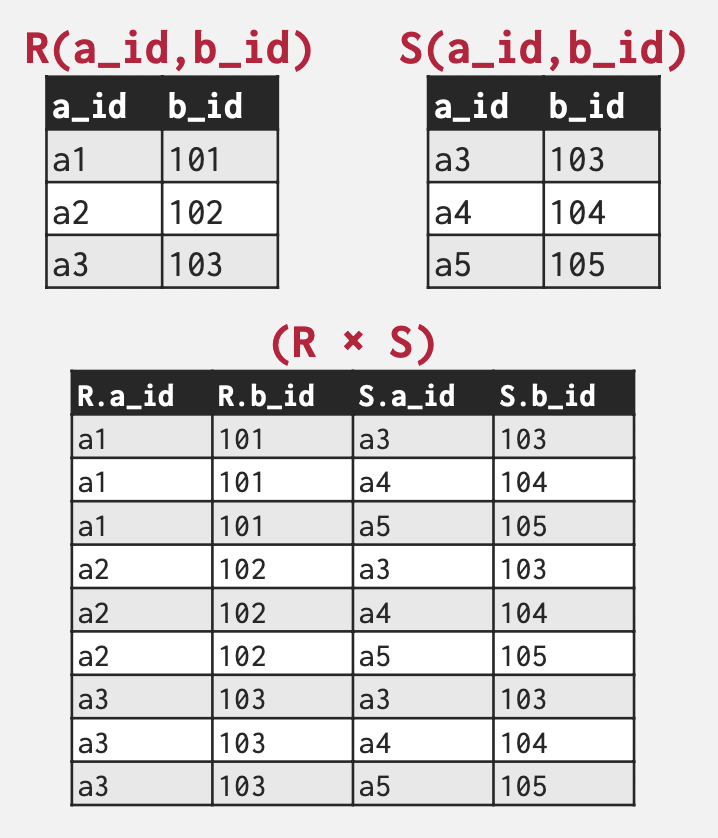 R(a_id,b_id) S(a_id,b_id)
a_id b_id a_id b_id
a1 101 a3 103
a2 102 a4 104
a3 103 a5 105
(R × S)
R.a_id R.b_id S.a_id S.b_id
a1 101 a3 103
a1 101 a4 104
a1 101 a5 105
a2 102 a3 103
a2 102 a4 104
a2 102 a5 105
a3 103 a3 103
a3 103 a4 104
a3 103 a5 105